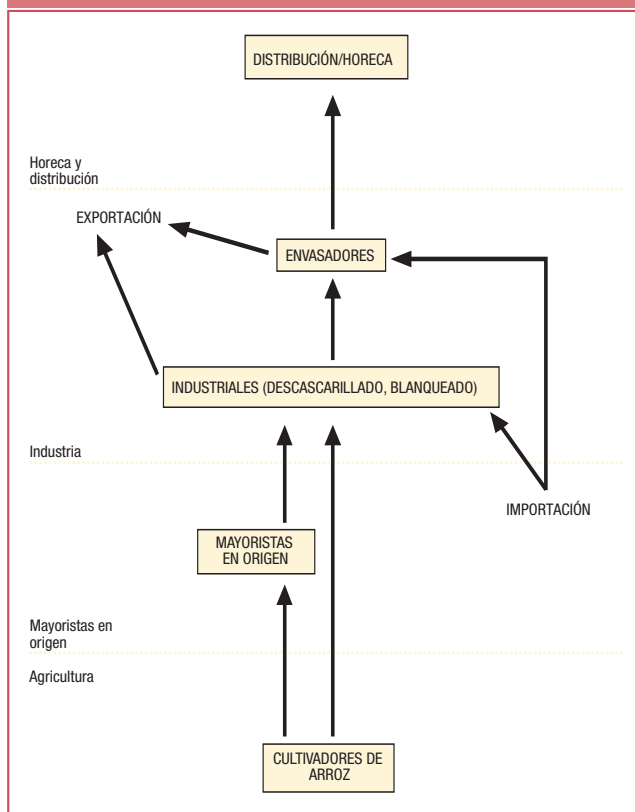 DISTRIBUCIÓN/HORECA
Horeca y
distribución
EXPORTACIÓN
ENVASADORES
INDUSTRIALES (DESCASCARILLADO, BLANQUEADO)
Industria
IMPORTACIÓN
MAYORISTAS
EN ORIGEN
Mayoristas en
origen
Agricultura
CULTIVADORES DE
ARROZ